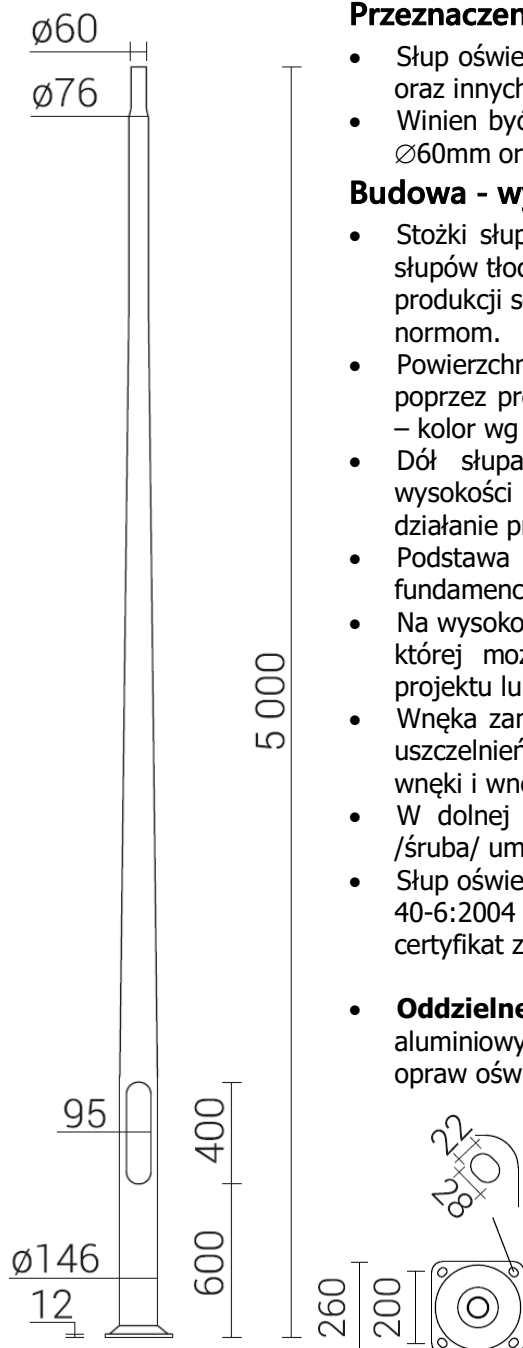 Przeznaczen
• Słup oświe
oraz innych
• Winien być
∅60mm or
Budowa - wy
• Stożki słup
słupów tłoc
produkcji s
normom.
• Powierzchn
poprzez pr
– kolor wg
• Dół słupa
wysokości
działanie p
• Podstawa
fundamenc
• Na wysoko
której moż
projektu lu
• Wnęka zar
uszczelnień
wnęki i wnę
• W dolnej
/śruba/ um
• Słup oświe
40-6:2004
certyfikat z
• Oddzielne
aluminiowy
opraw ośw
ø60
ø76
5 000
95
400
ø146
600
12
22
28
260
200